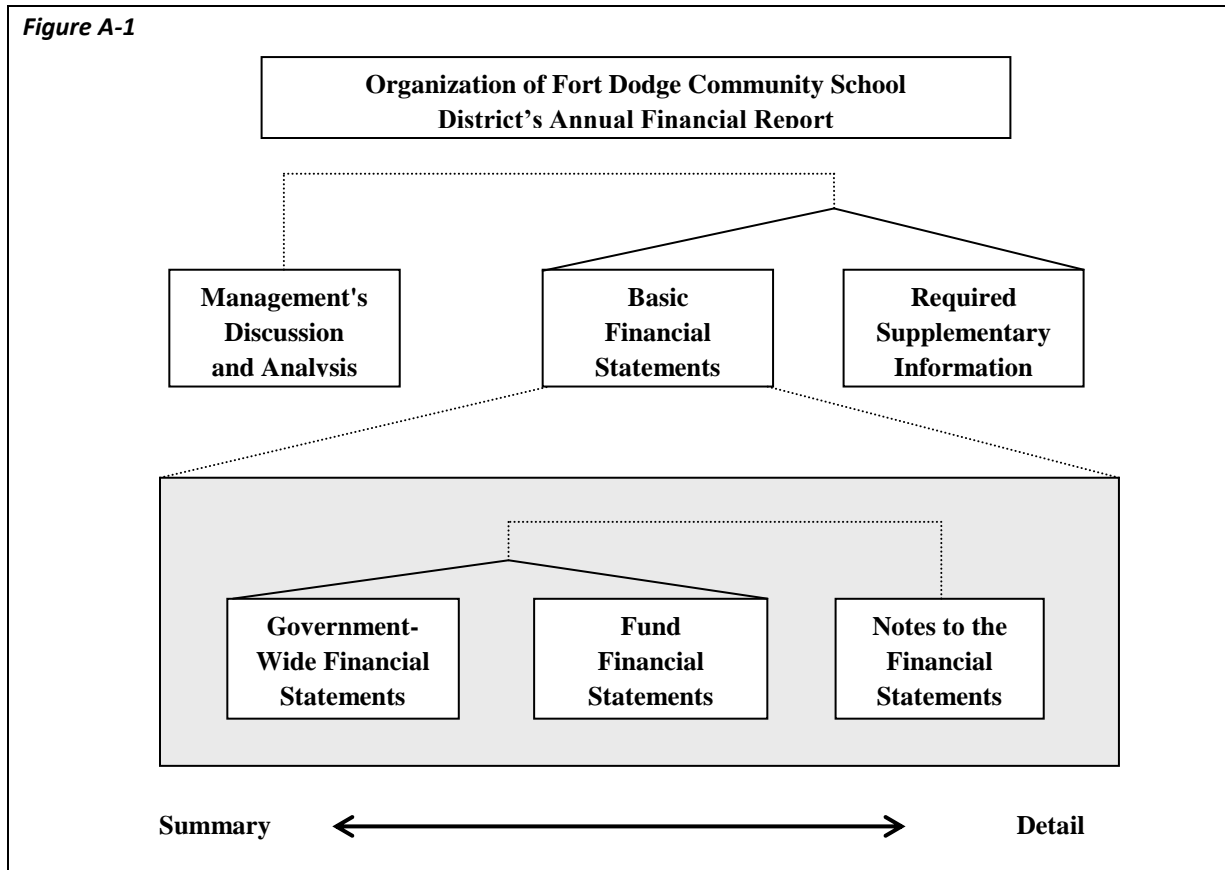 Figure A-1
Organization of Fort Dodge Community School
District’s Annual Financial Report
Management's
Discussion
and Analysis
Basic
Financial
Statements
Required
Supplementary
Information
Government-
Wide Financial
Statements
Fund
Financial
Statements
Notes to the
Financial
Statements
Summary
Detail